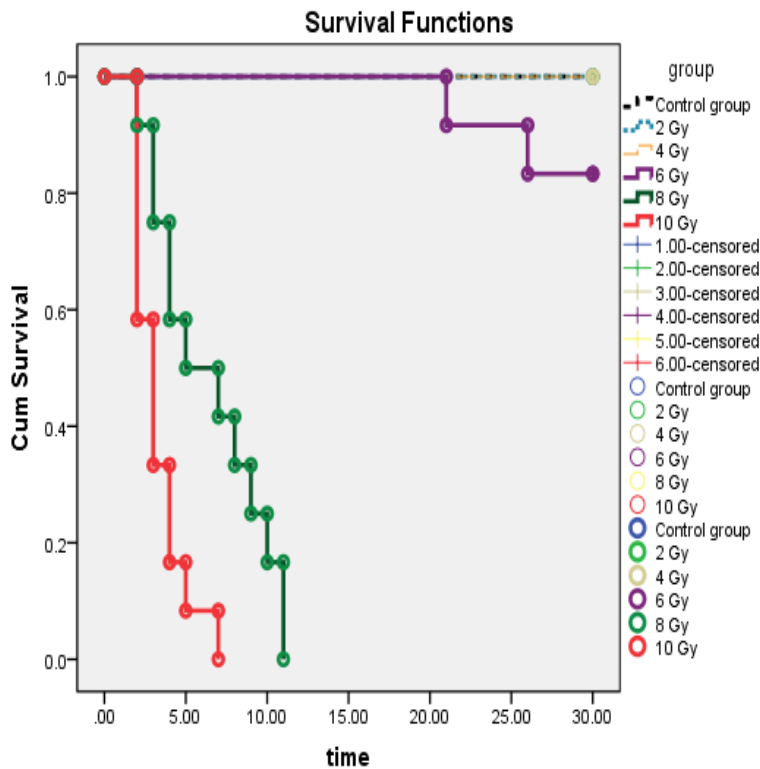 Survival Functions
Cum Survival
1.0
0.8
0.6
0.4
0.2
0.0
.00
5.00
10.00
15.00
20.00
25.00
30.00
time
group
Control group
2 Gy
4 Gy
6 Gy
8 Gy
10 Gy
1.00-censored
2.00-censored
3.00-censored
4.00-censored
5.00-censored
6.00-censored
Control group
2 Gy
4 Gy
6 Gy
8 Gy
10 Gy
Control group
2 Gy
4 Gy
6 Gy
8 Gy
10 Gy